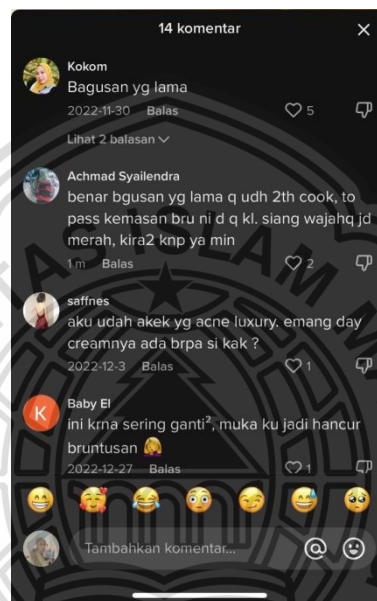 14 komentar
Kokom
Bagusan yg lama
2022-11-30 Balas
5
Lihat 2 balasan
Achmad Syailendra
benar bgusan yg lama q udh 2th cook, to
pass kemasan bru ni d q kl. siang wajahq jd
merah, kira2 knp ya min
1 m Balas
2
saffnes
aku udah akek yg acne luxury. emang day
creamnya ada brpa si kak ?
2022-12-3 Balas
1
K
Baby El
ini krna sering ganti², muka ku jadi hancur
bruntusan 🤦‍♀️
2022-12-27 Balas
1
Tambahkan komentar...
@